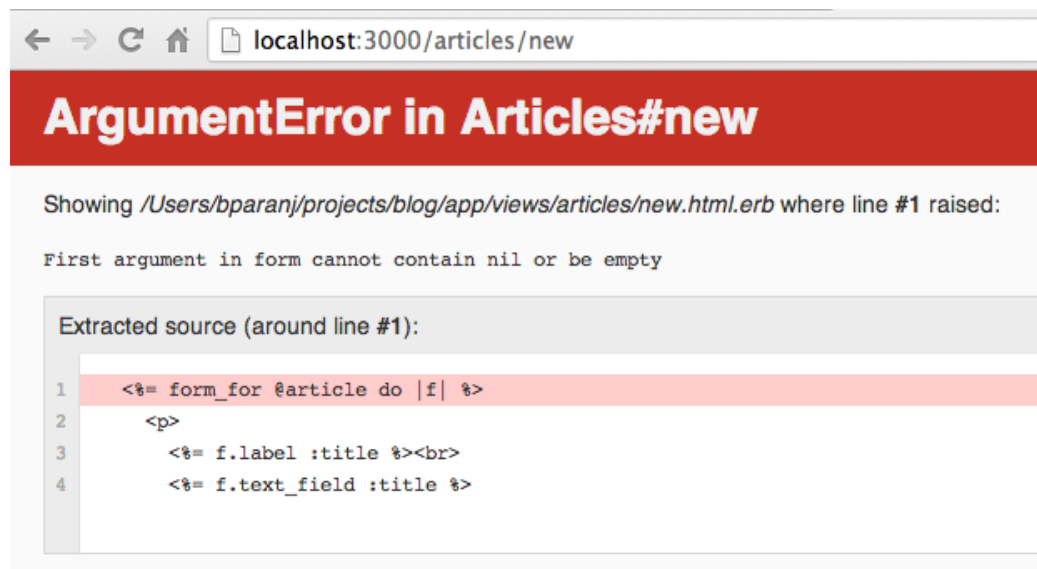 localhost:3000/articles/new
ArgumentError in Articles#new
Showing /Users/bparanj/projects/blog/app/views/articles/new.html.erb where line #1 raised:
First argument in form cannot contain nil or be empty
Extracted source (around line #1):
1 <%= form_for @article do |f| %>
2 <p>
3 <%= f.label :title %><br>
4 <%= f.text_field :title %>